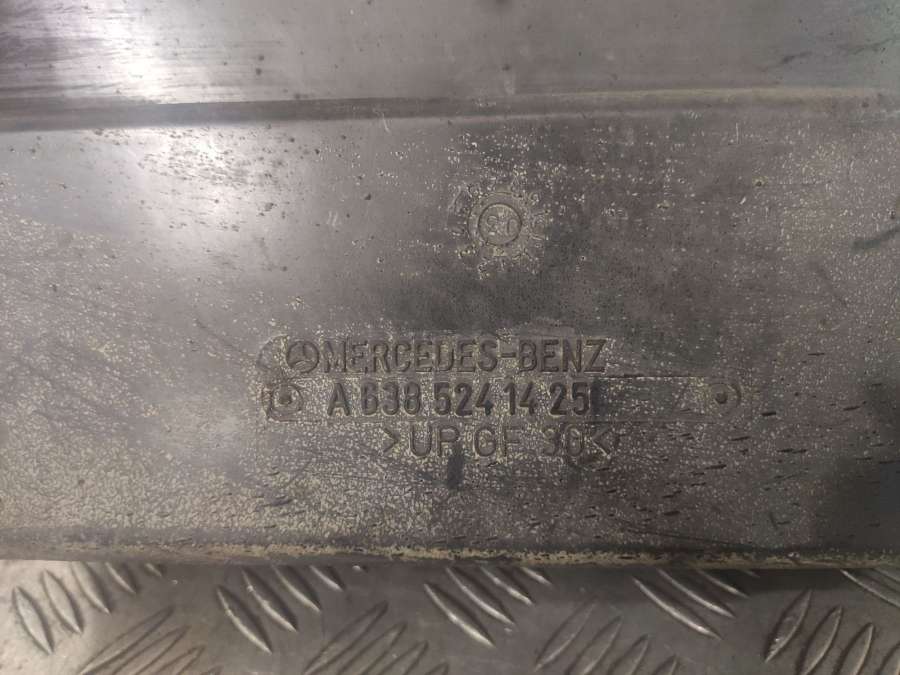 MERCEDES-BENZ
A 638 524 14 25
>UP GF 30<